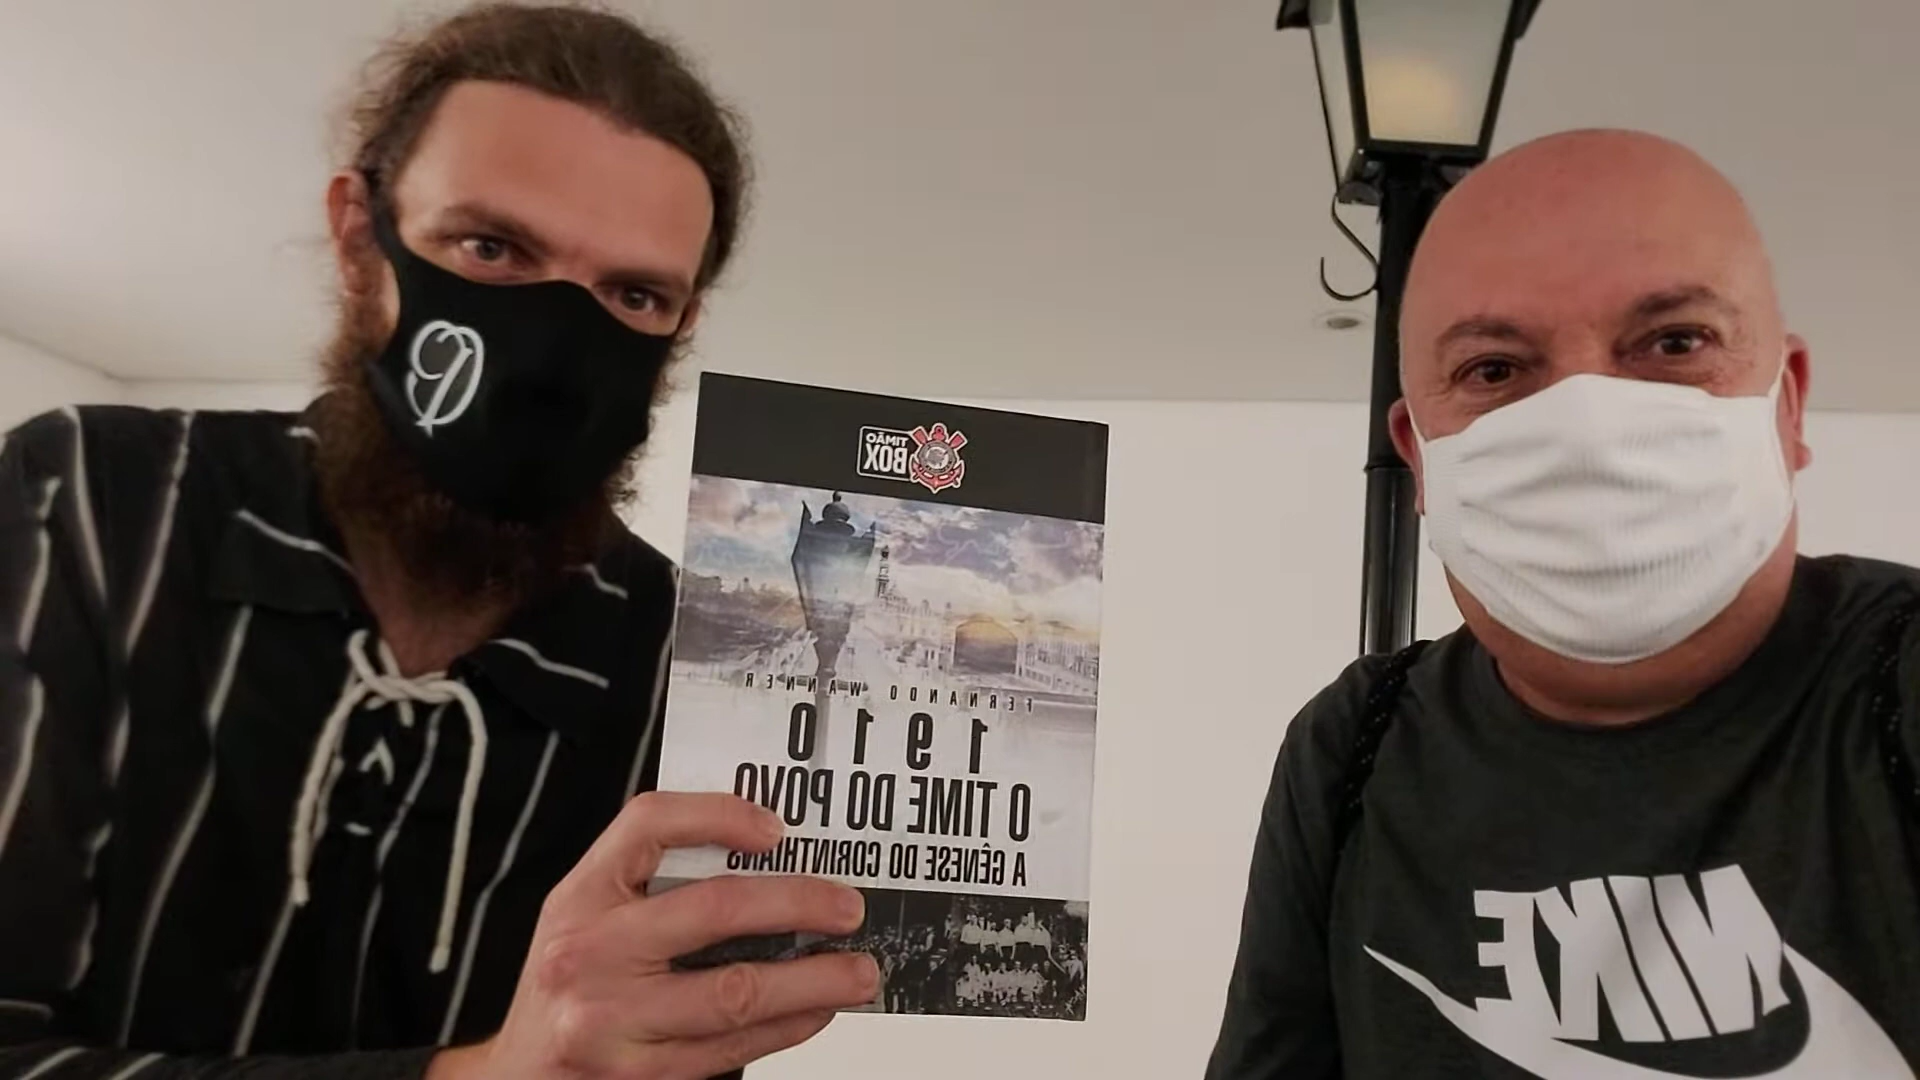 TIMÃO
BOX
FERNANDO WANNER
1910
O TIME DO POVO
A GÊNESE DO CORINTHIANS
NIKE